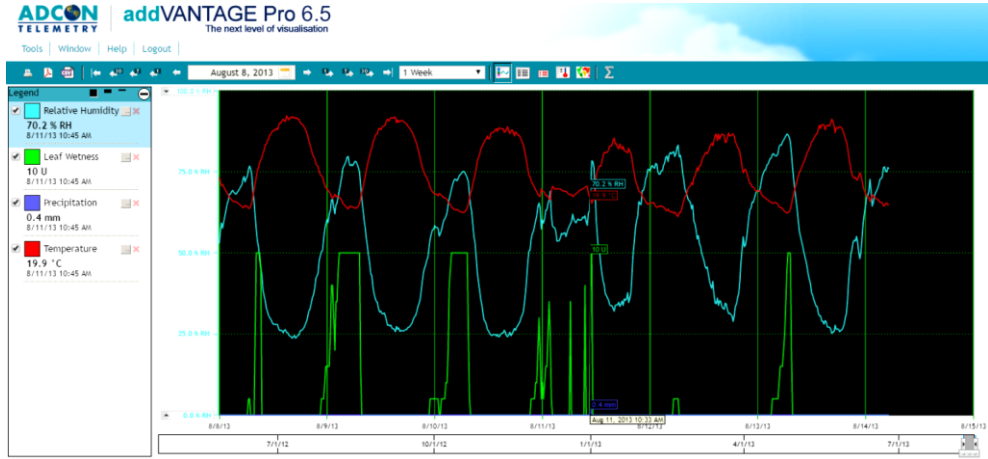 ADCON
TELEMETRY
addVANTAGE Pro 6.5
The next level of visualisation
Tools Window Help Logout
August 8, 2013
1 Week
Legend
Relative Humidity
70.2 % RH
8/11/13 10:45 AM
Leaf Wetness
10 U
8/11/13 10:45 AM
Precipitation
0.4 mm
8/11/13 10:45 AM
Temperature
19.9 °C
8/11/13 10:45 AM
100.0 % RH
75.0 % RH
50.0 % RH
25.0 % RH
0.0 % RH
70.2 % RH
10 U
0.4 mm
Aug 11, 2013 10:33 AM
8/8/13 8/9/13 8/10/13 8/11/13 8/12/13 8/13/13 8/14/13 8/15/13
7/1/12 10/1/12 1/1/13 4/1/13 7/1/13